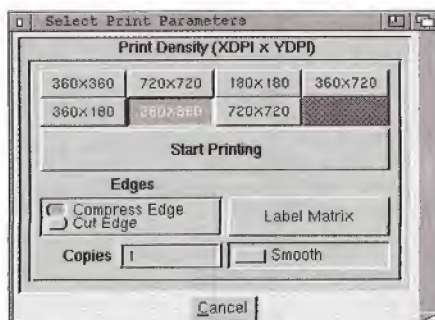 Select Print Parameters
Print Density (XDPI x YDPI)
360X360 720X720 180X180 360X720
360X180 360X360 720X720
Start Printing
Edges
Compress Edge
Cut Edge
Label Matrix
Copies 1 Smooth
Cancel